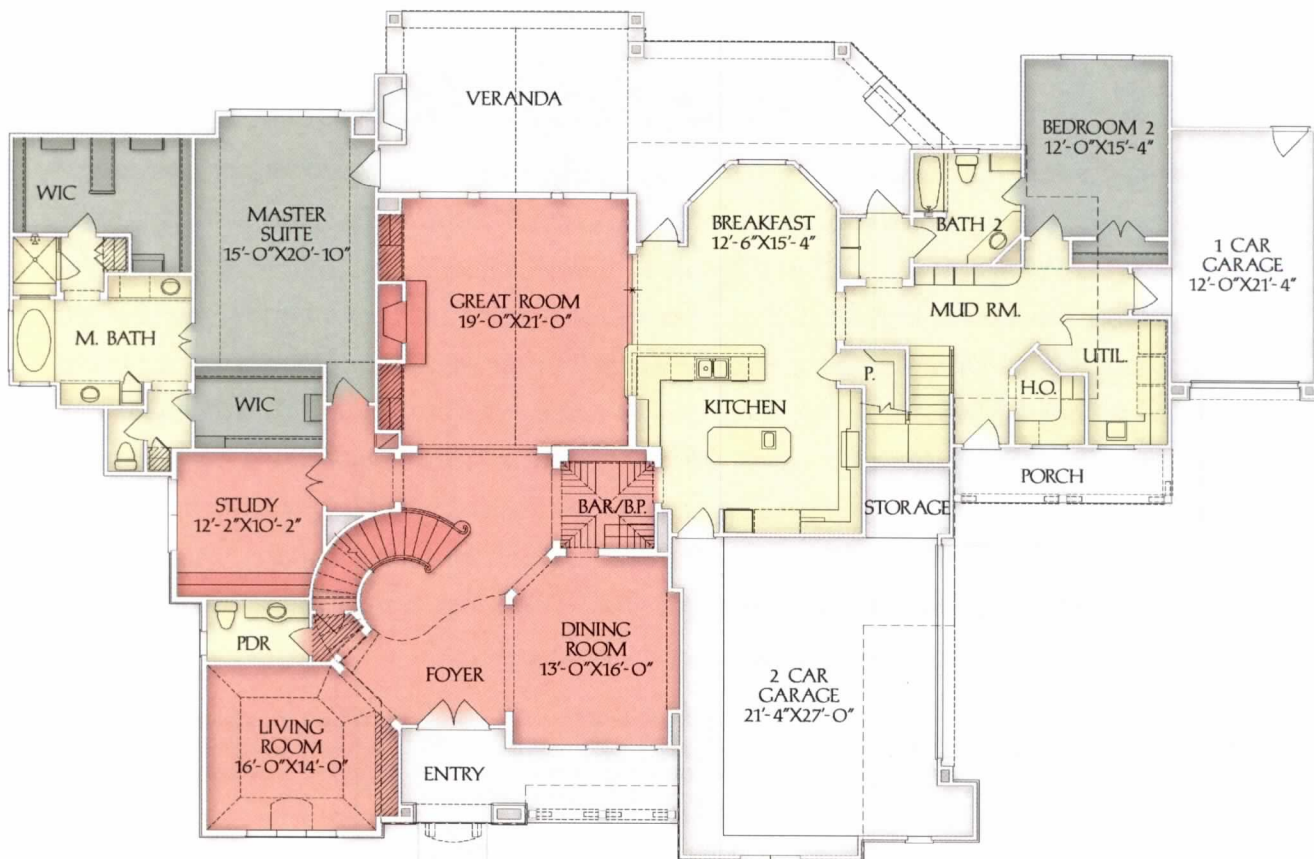 VERANDA
BEDROOM 2
12'-0"X15'-4"
WIC
MASTER
SUITE
15'-0"X20'-10"
BREAKFAST
12'-6"X15'-4"
BATH 2
1 CAR
GARAGE
12'-0"X21'-4"
GREAT ROOM
19'-0"X21'-0"
MUD RM.
M. BATH
UTIL.
P.
H.O.
WIC
KITCHEN
PORCH
STUDY
12'-2"X10'-2"
BAR/B.P.
STORAGE
PDR
DINING
ROOM
13'-0"X16'-0"
FOYER
2 CAR
GARAGE
21'-4"X27'-0"
LIVING
ROOM
16'-0"X14'-0"
ENTRY